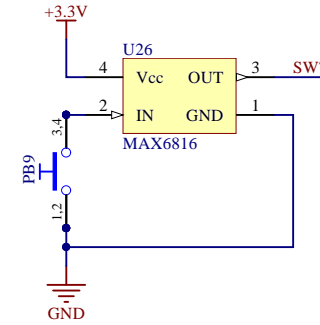 +3.3V
U26
4 Vcc OUT 3 SW
2 IN GND 1
MAX6816
3,4
PB9
1,2
GND